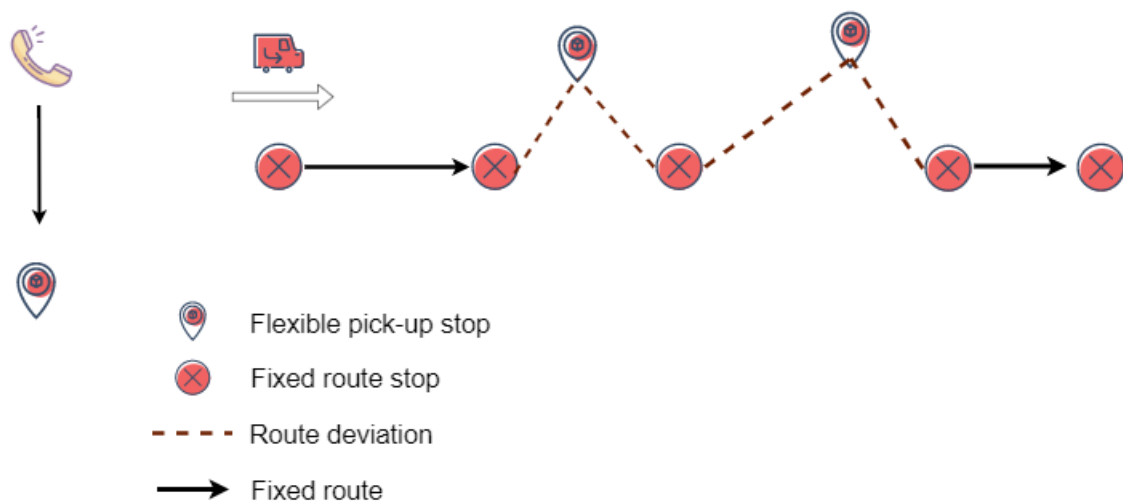 Flexible pick-up stop
Fixed route stop
Route deviation
Fixed route